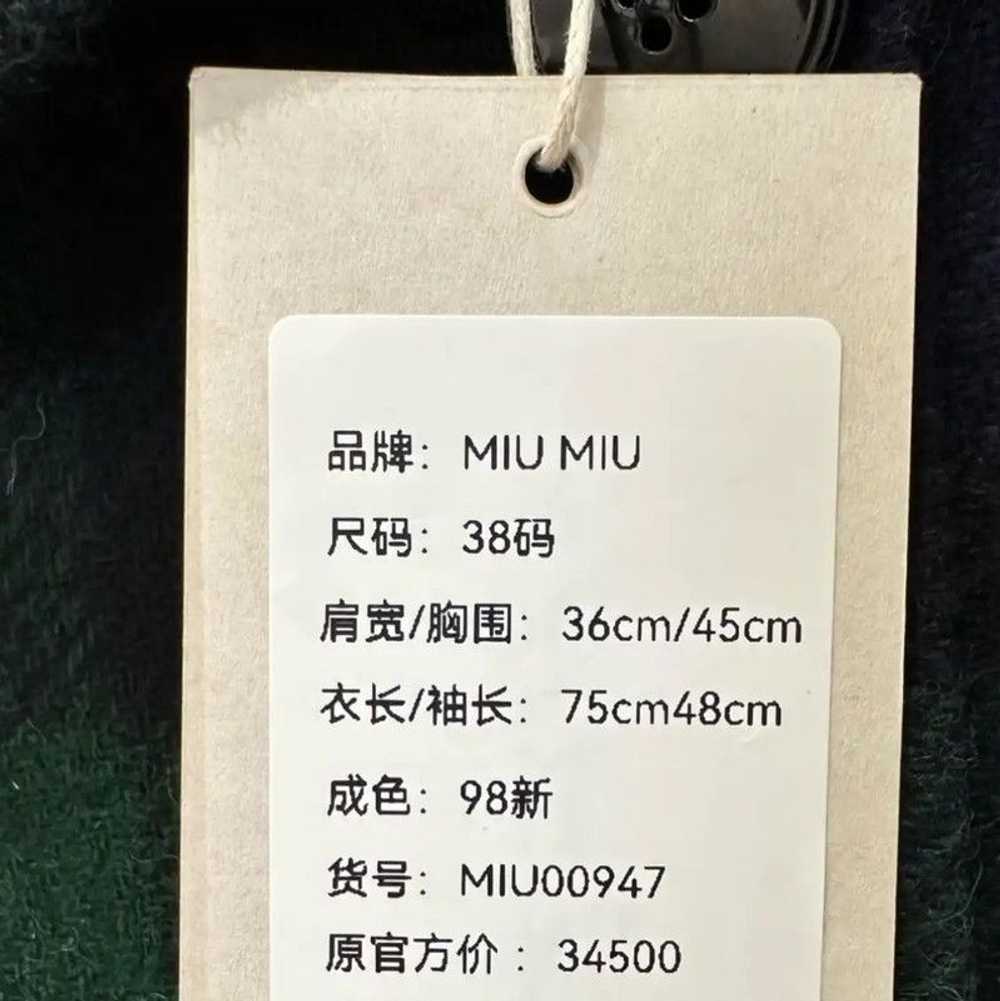 品牌：MIU MIU
尺码：38码
肩宽/胸围：36cm/45cm
衣长/袖长：75cm48cm
成色：98新
货号：MIU00947
原官方价：34500